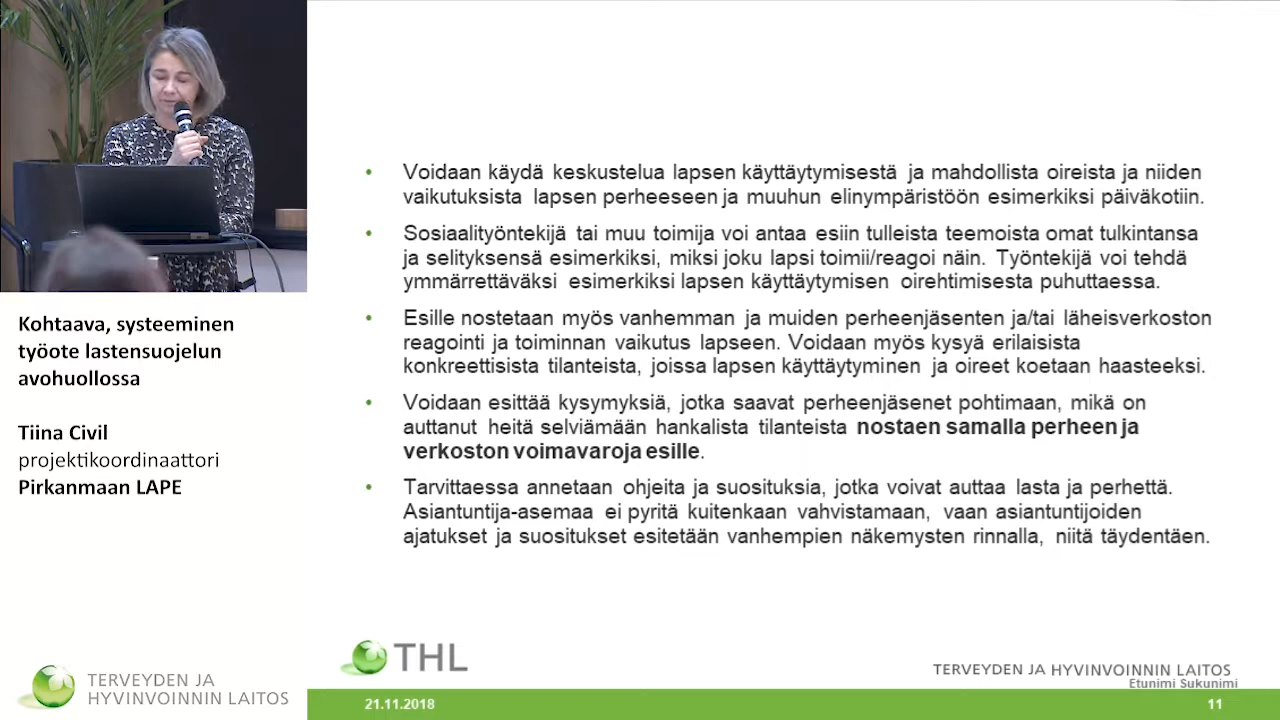 Voidaan käydä keskustelua lapsen käyttäytymisestä ja mahdollista oireista ja niiden
vaikutuksista lapsen perheeseen ja muuhun elinympäristöön esimerkiksi päiväkotiin.
Sosiaalityöntekijä tai muu toimija voi antaa esiin tulleista teemoista omat tulkintansa
ja selityksensä esimerkiksi, miksi joku lapsi toimii/reagoi näin. Työntekijä voi tehdä
ymmärrettäväksi esimerkiksi lapsen käyttäytymisen oirehtimisesta puhuttaessa.
Esille nostetaan myös vanhemman ja muiden perheenjäsenten ja/tai läheisverkoston
reagointi ja toiminnan vaikutus lapseen. Voidaan myös kysyä erilaisista
konkreettisista tilanteista, joissa lapsen käyttäytyminen ja oireet koetaan haasteeksi.
Voidaan esittää kysymyksiä, jotka saavat perheenjäsenet pohtimaan, mikä on
auttanut heitä selviämään hankalista tilanteista nostaen samalla perheen ja
verkoston voimavaroja esille.
Tarvittaessa annetaan ohjeita ja suosituksia, jotka voivat auttaa lasta ja perhettä.
Asiantuntija-asemaa ei pyritä kuitenkaan vahvistamaan, vaan asiantuntijoiden
ajatukset ja suositukset esitetään vanhempien näkemysten rinnalla, niitä täydentäen.
Kohtaava, systeeminen
työote lastensuojelun
avohuollossa
Tiina Civil
projektikoordinaattori
Pirkanmaan LAPE
TERVEYDEN JA
HYVINVOINNIN LAITOS
THL
TERVEYDEN JA HYVINVOINNIN LAITOS
Etunimi Sukunimi
21.11.2018
11